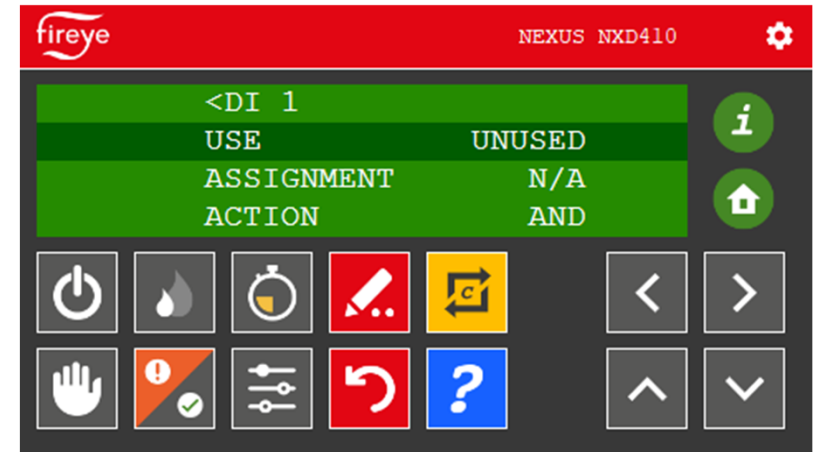 fireye
NEXUS NXD410
i
<DI 1
USE UNUSED
ASSIGNMENT N/A
ACTION AND
C
!
?